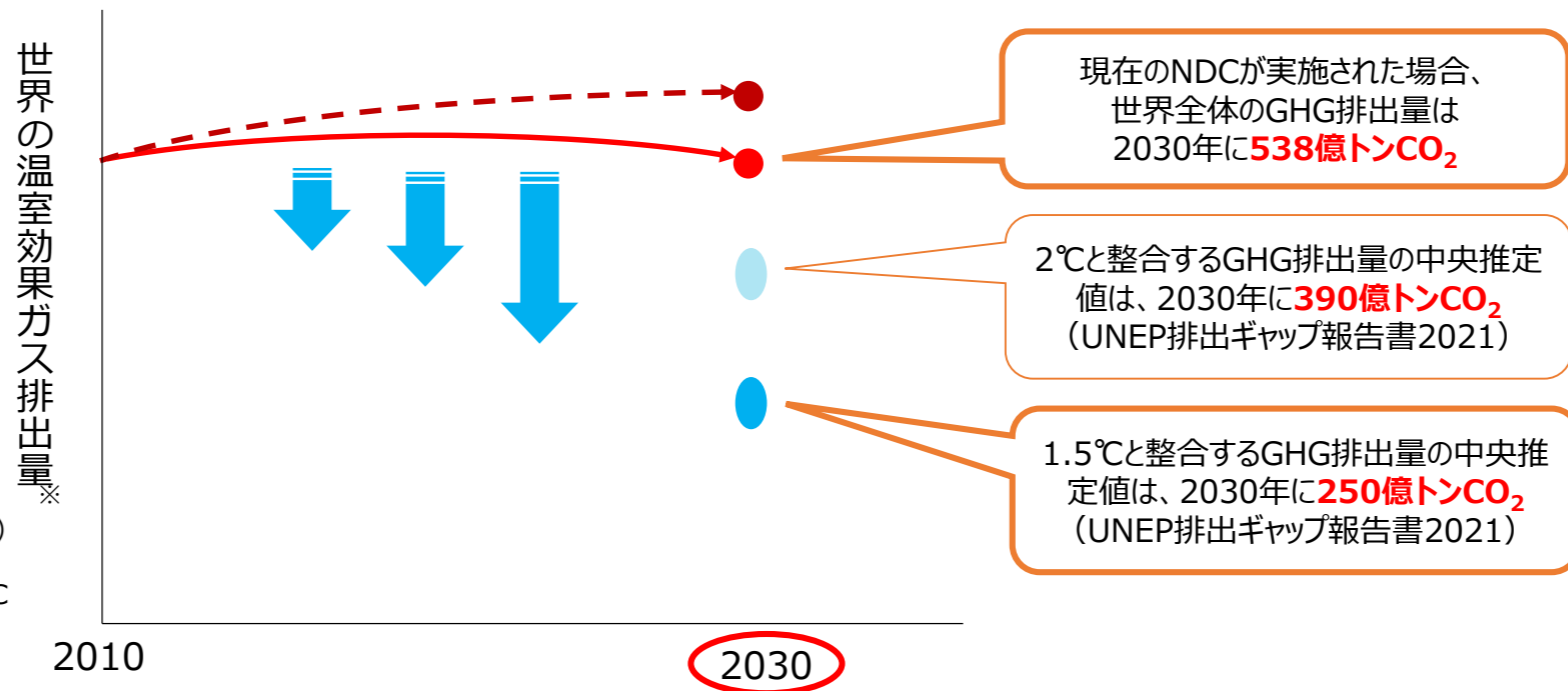 世界の温室効果ガス排出量※
）
C
現在のNDCが実施された場合、
世界全体のGHG排出量は
2030年に538億トンCO₂
2℃と整合するGHG排出量の中央推定
値は、2030年に390億トンCO₂
（UNEP排出ギャップ報告書2021）
1.5℃と整合するGHG排出量の中央推
定値は、2030年に250億トンCO₂
（UNEP排出ギャップ報告書2021）
2010
2030